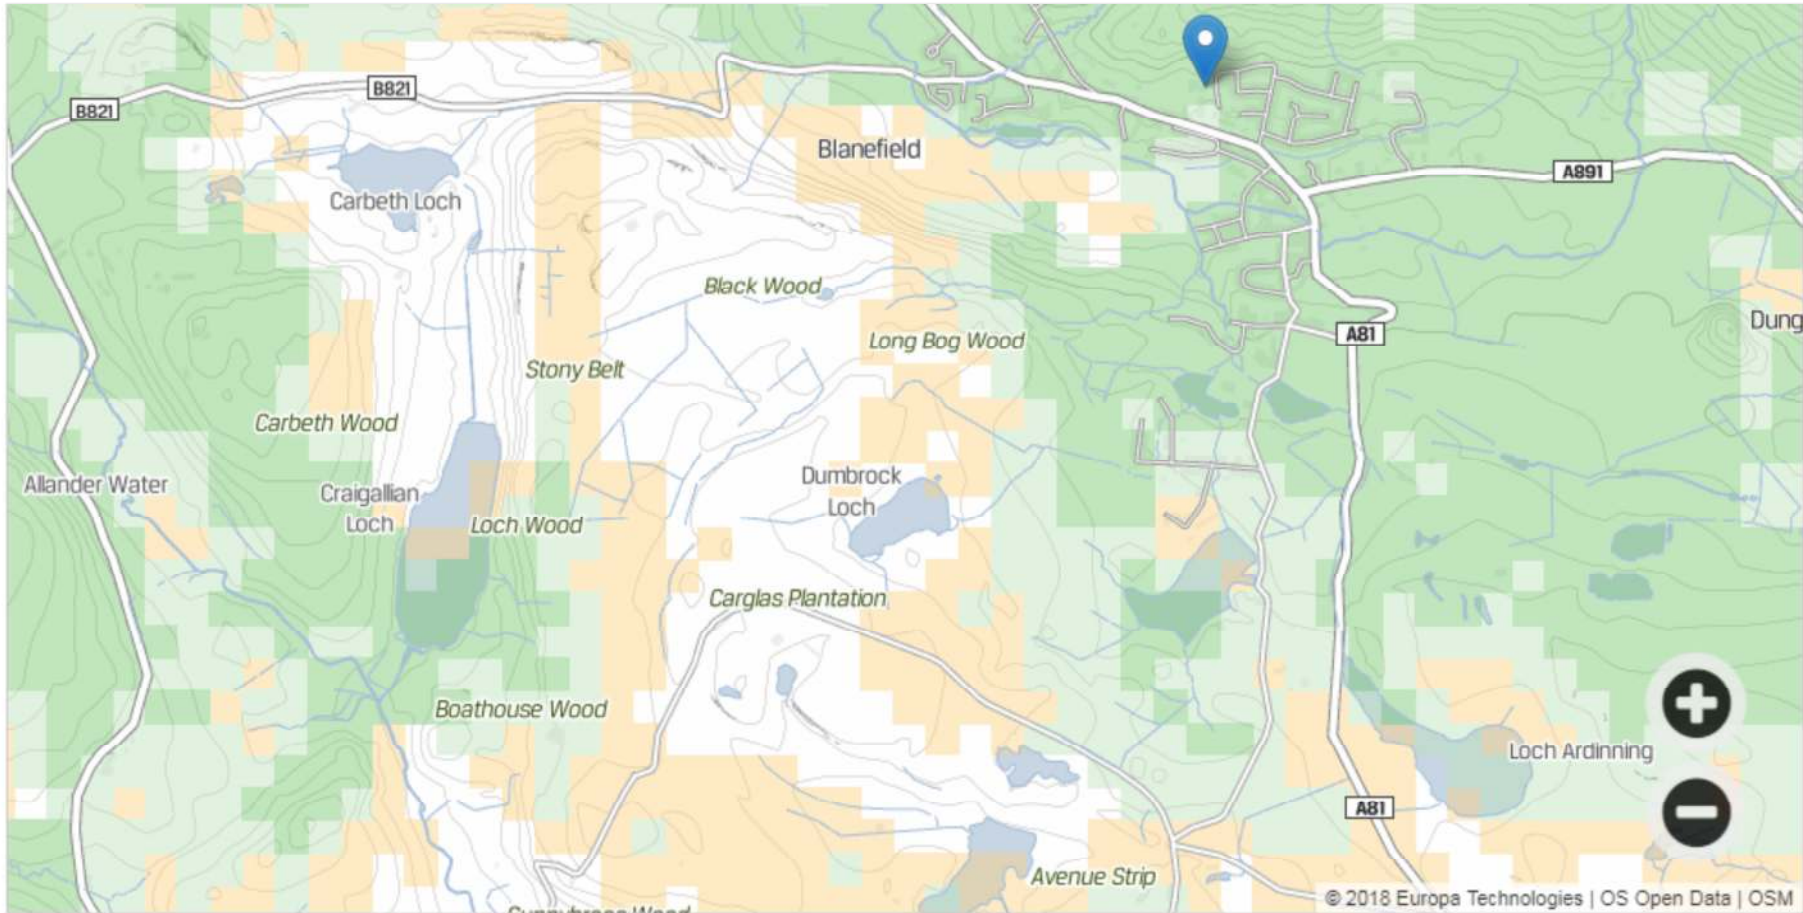 B821
B821
Blanefield
A891
Carbeth Loch
Black Wood
Dung
Long Bog Wood
A81
Stony Belt
Carbeth Wood
Allander Water
Craigallian
Loch
Dumbrock
Loch
Loch Wood
Carglas Plantation
Boathouse Wood
Loch Ardinning
A81
Avenue Strip
© 2018 Europa Technologies | OS Open Data | OSM